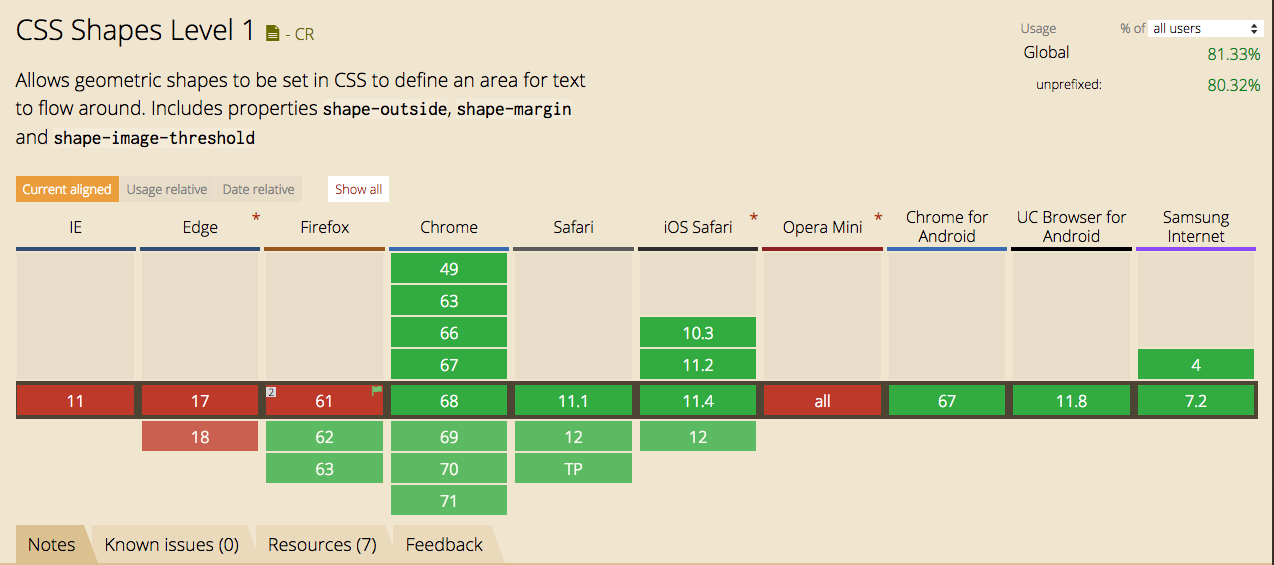 CSS Shapes Level 1 - CR
Usage % of all users
Global 81.33%
unprefixed: 80.32%
Allows geometric shapes to be set in CSS to define an area for text
to flow around. Includes properties shape-outside, shape-margin
and shape-image-threshold
Current aligned Usage relative Date relative Show all
IE Edge * Firefox Chrome Safari iOS Safari * Opera Mini * Chrome for Android UC Browser for Android Samsung Internet
49
63
66 10.3
67 11.2 4
11 17 2 61 68 11.1 11.4 all 67 11.8 7.2
18 62 69 12 12
63 70 TP
71
Notes Known issues (0) Resources (7) Feedback